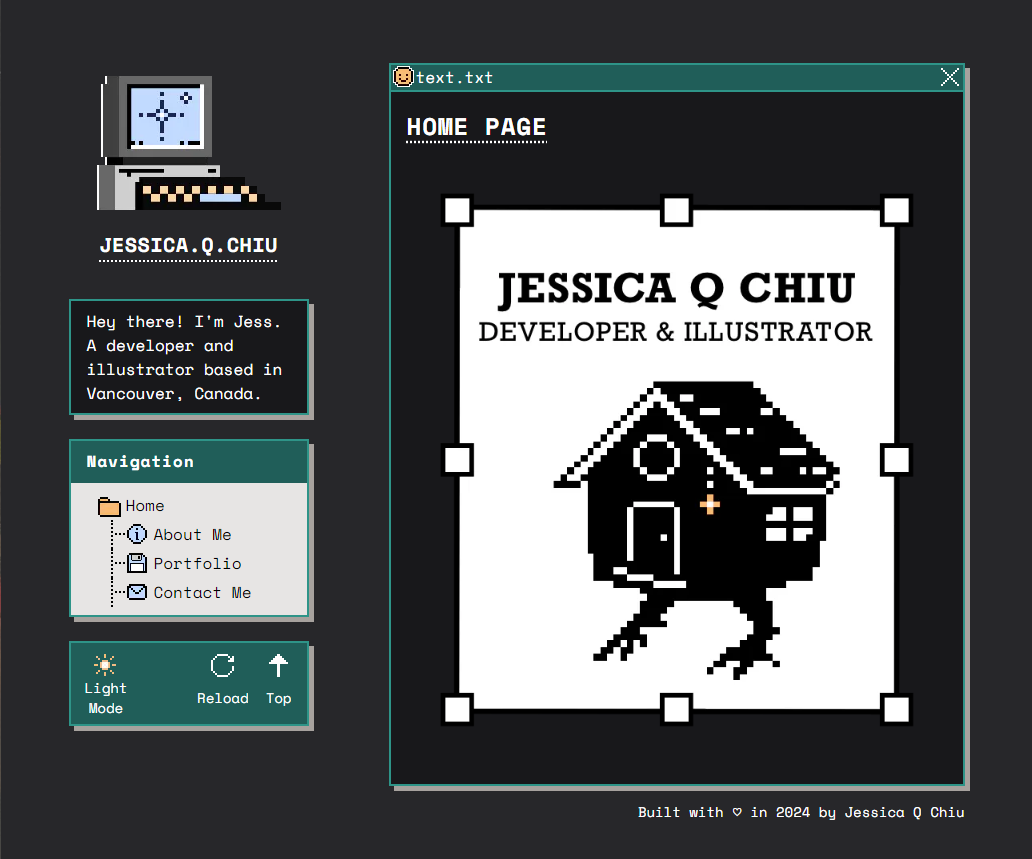 JESSICA.Q.CHIU
Hey there! I'm Jess.
A developer and
illustrator based in
Vancouver, Canada.
Navigation
Home
About Me
Portfolio
Contact Me
Light
Mode
Reload
Top
text.txt
HOME PAGE
JESSICA Q CHIU
DEVELOPER & ILLUSTRATOR
Built with ♡ in 2024 by Jessica Q Chiu